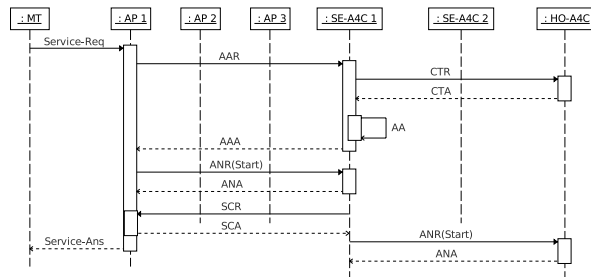 : MT : AP 1 : AP 2 : AP 3 : SE-A4C 1 : SE-A4C 2 : HO-A4C
Service-Req
AAR
CTR
CTA
AA
AAA
ANR(Start)
ANA
SCR
SCA
ANR(Start)
Service-Ans
ANA